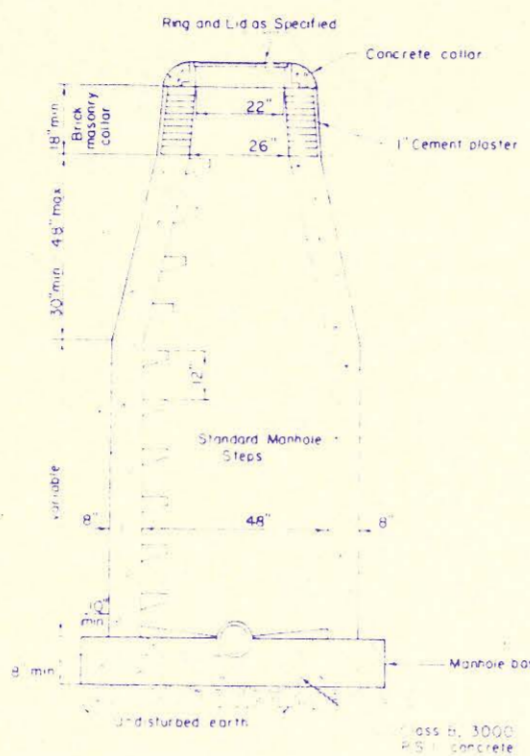 Ring and Lid as Specified
Concrete collar
18" min
Brick
masonry
collar
22"
1" Cement plaster
26"
30" min 48" max
12"
Standard Manhole
Steps
variable
8"
48"
8"
min
8 min
Manhole bas
Undisturbed earth
Class B, 3000
P.S. concrete